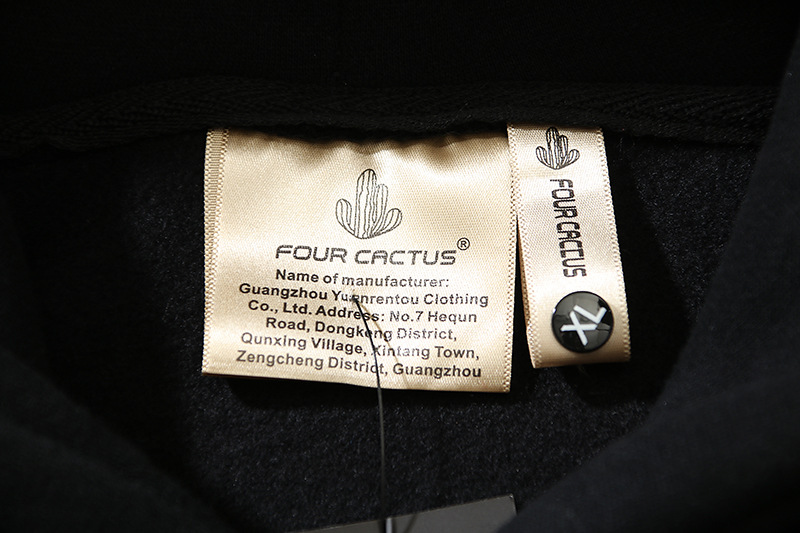 FOUR CACTUS®
Name of manufacturer:
Guangzhou Yuanrentou Clothing
Co., Ltd. Address: No.7 Hequn
Road, Dongkeng District,
Qunxing Village, Xintang Town,
Zengcheng District, Guangzhou
FOUR CACCUS
XL